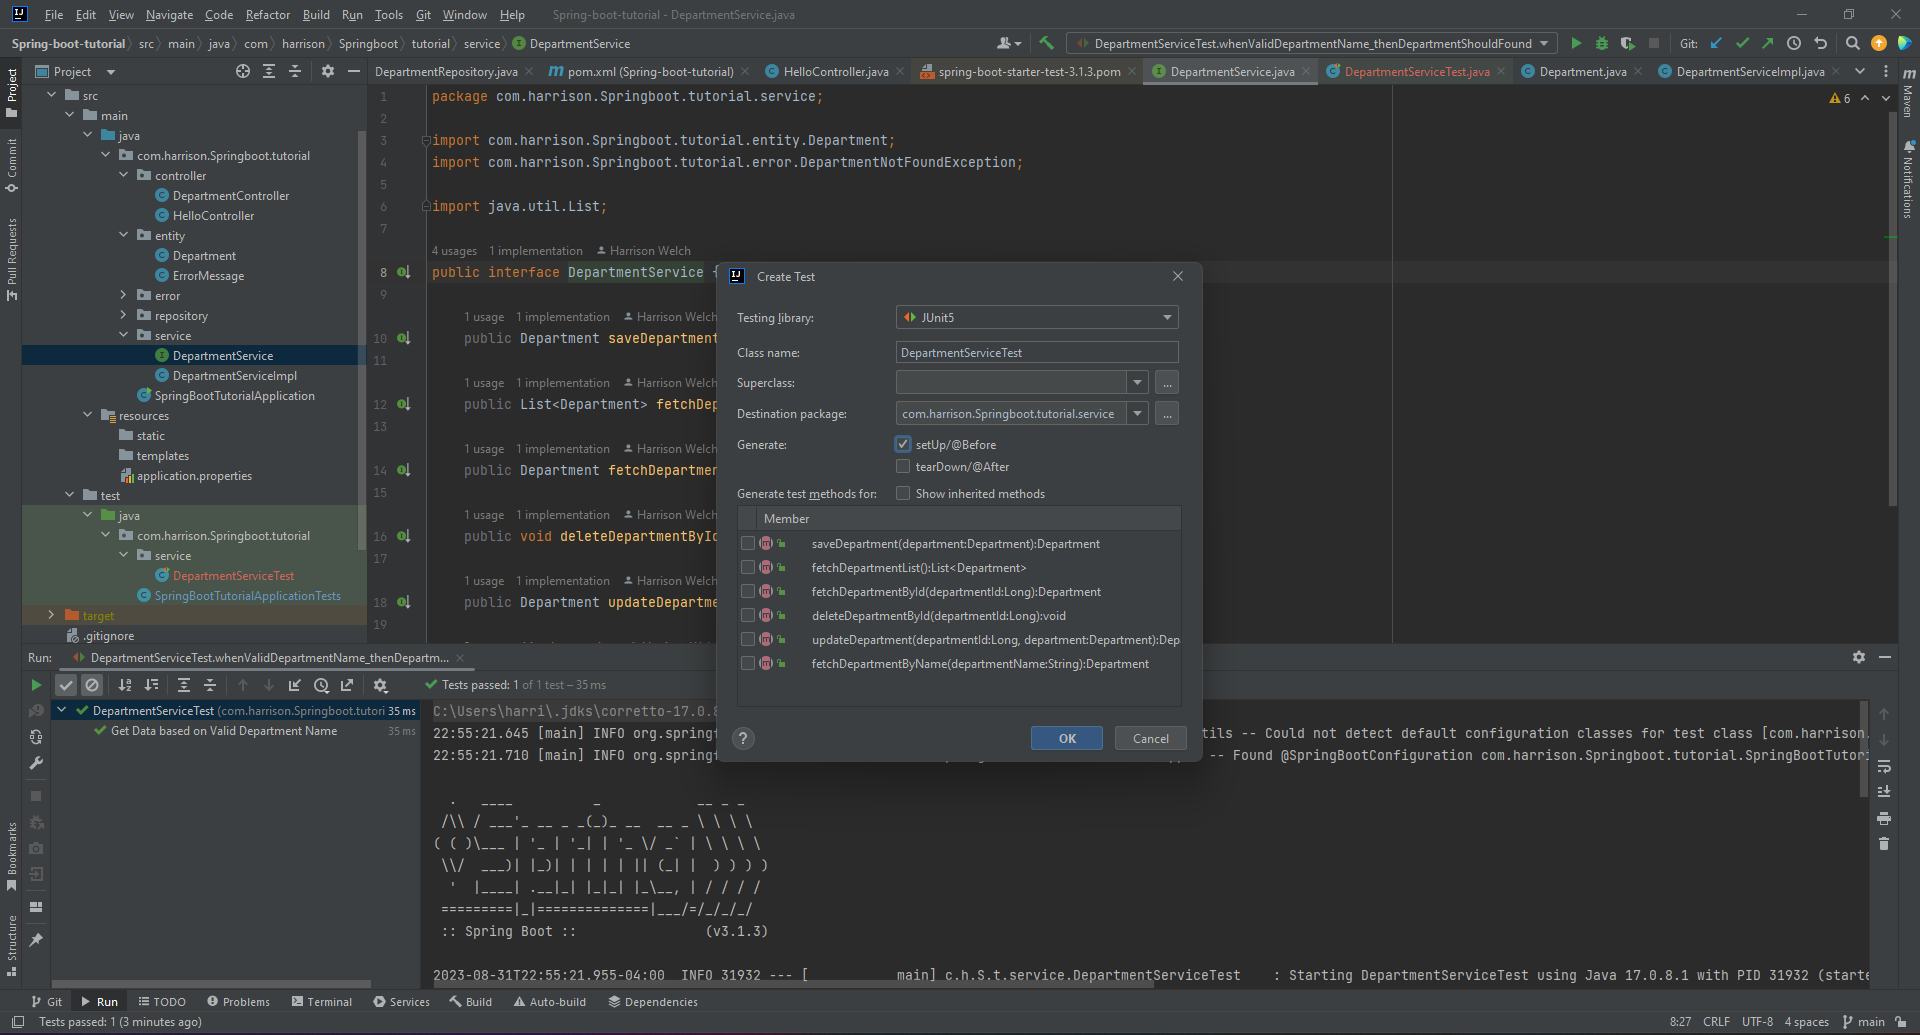 File Edit View Navigate Code Refactor Build Run Tools Git Window Help Spring-boot-tutorial - DepartmentService.java
Spring-boot-tutorial src main java com harrison Springboot tutorial service DepartmentService
DepartmentServiceTest.whenValidDepartmentName_thenDepartmentShouldFound Git:
Project
DepartmentRepository.java pom.xml (Spring-boot-tutorial) HelloController.java spring-boot-starter-test-3.1.3.pom DepartmentService.java DepartmentServiceTest.java Department.java DepartmentServiceImpl.java
Project
Commit
Pull Requests
Bookmarks
Structure
Maven
Notifications
src
main
java
com.harrison.Springboot.tutorial
controller
DepartmentController
HelloController
entity
Department
ErrorMessage
error
repository
service
DepartmentService
DepartmentServiceImpl
SpringBootTutorialApplication
resources
static
templates
application.properties
test
java
com.harrison.Springboot.tutorial
service
DepartmentServiceTest
SpringBootTutorialApplicationTests
target
.gitignore
6
1 package com.harrison.Springboot.tutorial.service;
2
3 import com.harrison.Springboot.tutorial.entity.Department;
4 import com.harrison.Springboot.tutorial.error.DepartmentNotFoundException;
5
6 import java.util.List;
7
4 usages 1 implementation Harrison Welch
8 public interface DepartmentService {
9
1 usage 1 implementation Harrison Welch
10 public Department saveDepartment
11
1 usage 1 implementation Harrison Welch
12 public List<Department> fetchDep
13
1 usage 1 implementation Harrison Welch
14 public Department fetchDepartmen
15
1 usage 1 implementation Harrison Welch
16 public void deleteDepartmentById
17
1 usage 1 implementation Harrison Welch
18 public Department updateDepartme
19
Create Test
Testing library: JUnit5
Class name: DepartmentServiceTest
Superclass: ...
Destination package: com.harrison.Springboot.tutorial.service ...
Generate: setUp/@Before
tearDown/@After
Generate test methods for: Show inherited methods
Member
saveDepartment(department:Department):Department
fetchDepartmentList():List<Department>
fetchDepartmentById(departmentId:Long):Department
deleteDepartmentById(departmentId:Long):void
updateDepartment(departmentId:Long, department:Department):Dep
fetchDepartmentByName(departmentName:String):Department
? OK Cancel
Run: DepartmentServiceTest.whenValidDepartmentName_thenDepartm...
Tests passed: 1 of 1 test – 35 ms
DepartmentServiceTest (com.harrison.Springboot.tutori 35 ms
Get Data based on Valid Department Name 35 ms
C:\Users\harri\.jdks\corretto-17.0.8
22:55:21.645 [main] INFO org.springf tils -- Could not detect default configuration classes for test class [com.harrison.
22:55:21.710 [main] INFO org.springf -- Found @SpringBootConfiguration com.harrison.Springboot.tutorial.SpringBootTutori
:: Spring Boot :: (v3.1.3)
2023-08-31T22:55:21.955-04:00 INFO 31932 --- [ main] c.h.S.t.service.DepartmentServiceTest : Starting DepartmentServiceTest using Java 17.0.8.1 with PID 31932 (starte
Git Run TODO Problems Terminal Services Build Auto-build Dependencies
Tests passed: 1 (3 minutes ago) 8:27 CRLF UTF-8 4 spaces main